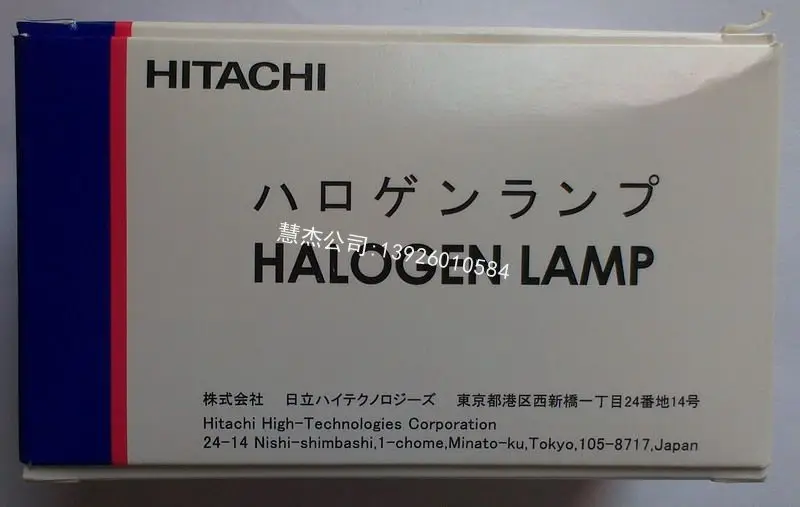 HITACHI
ハロゲンランプ
慧杰公司:13926010584
HALOGEN LAMP
株式会社 日立ハイテクノロジーズ 東京都港区西新橋一丁目24番地14号
Hitachi High-Technologies Corporation
24-14 Nishi-shimbashi,1-chome,Minato-ku,Tokyo,105-8717,Japan